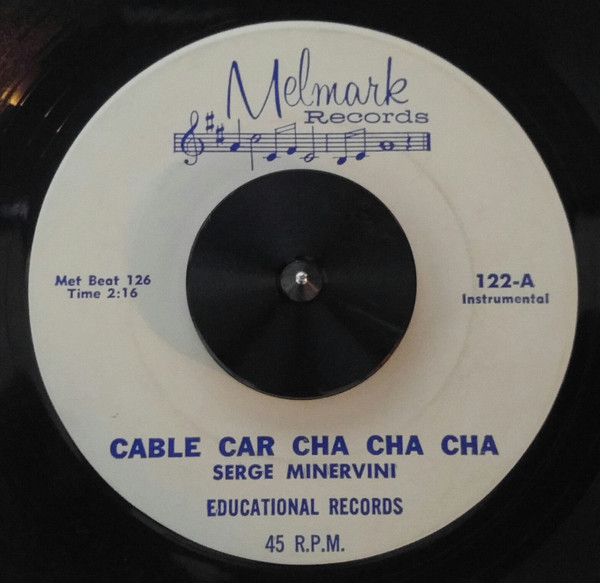 Melmark
Records
Met Beat 126
Time 2:16
122-A
Instrumental
CABLE CAR CHA CHA CHA
SERGE MINERVINI
EDUCATIONAL RECORDS
45 R.P.M.